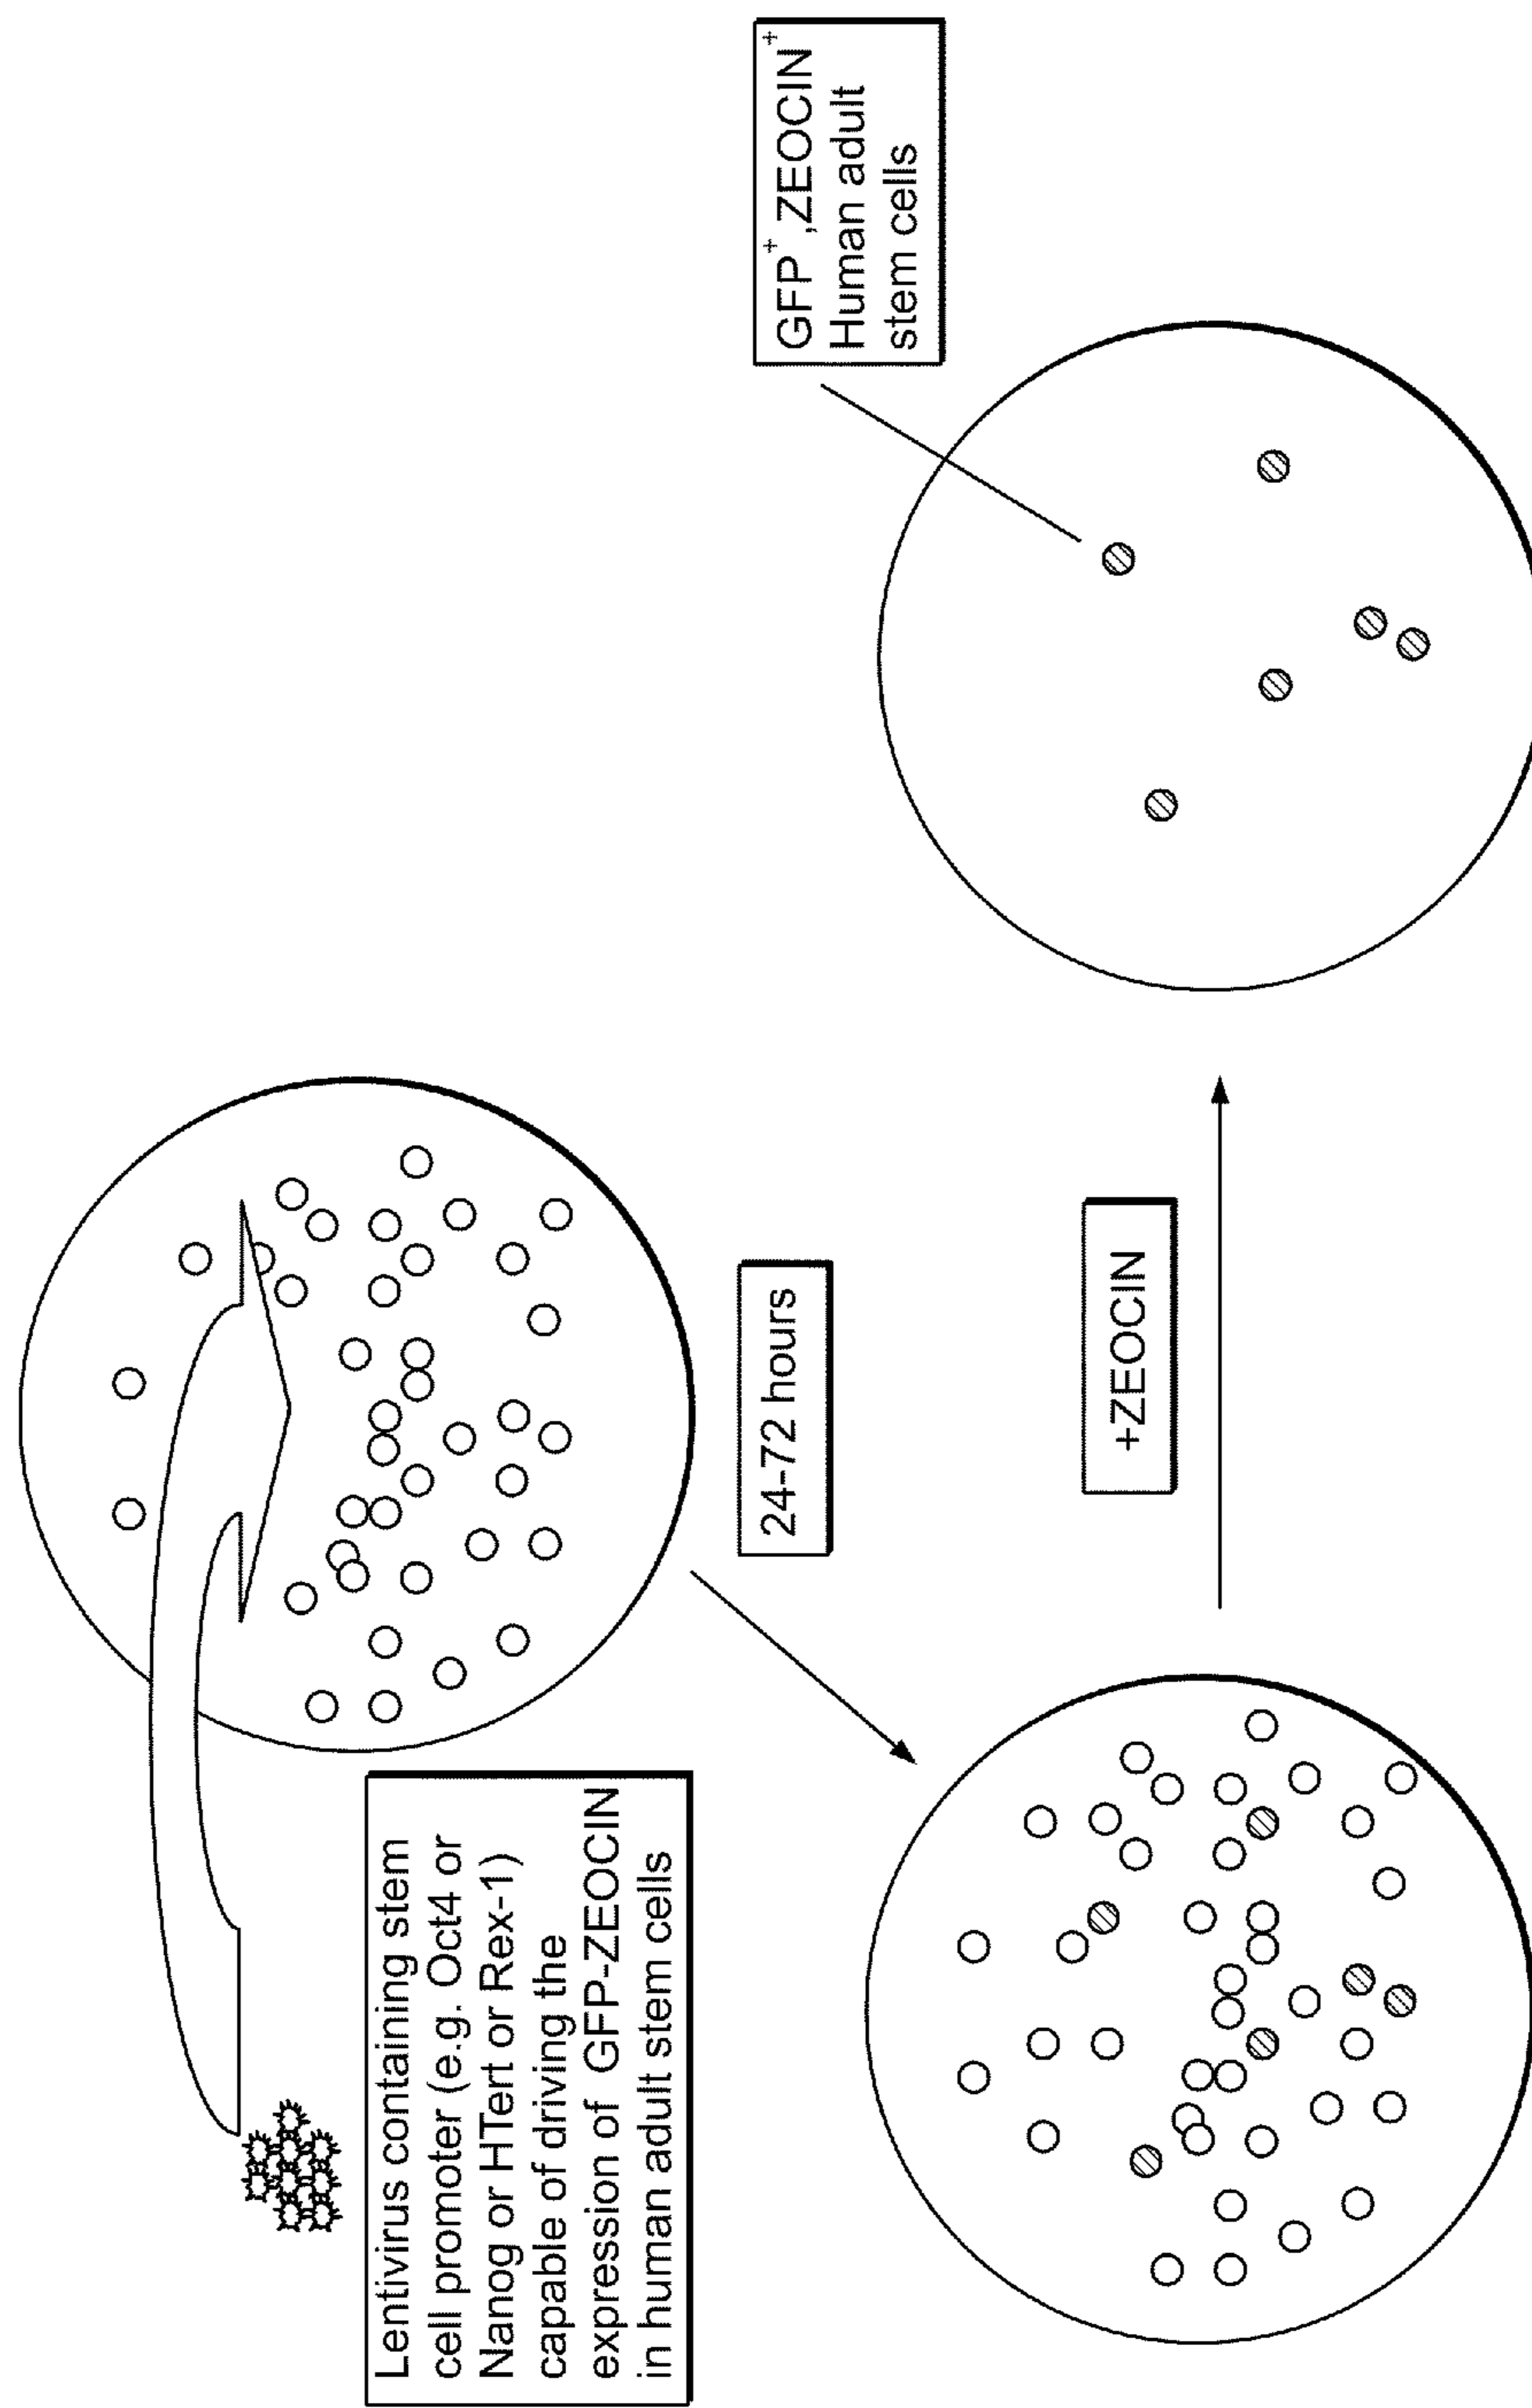 Lentivirus containing stem
cell promoter (e.g. Oct4 or
Nanog or HTert or Rex-1)
capable of driving the
expression of GFP-ZEOCIN
in human adult stem cells
24-72 hours
+ZEOCIN
GFP⁺,ZEOCIN⁺
Human adult
stem cells